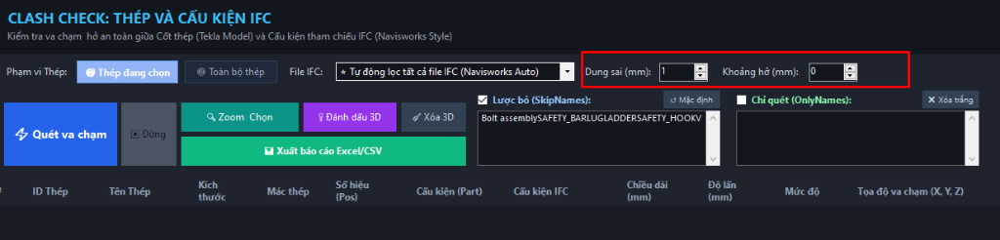 CLASH CHECK: THÉP VÀ CẤU KIỆN IFC
Kiểm tra va chạm hở an toàn giữa Cốt thép (Tekla Model) và Cấu kiện tham chiếu IFC (Navisworks Style)
Phạm vi Thép: Thép đang chọn Toàn bộ thép File IFC: * Tự động lọc tất cả file IFC (Navisworks Auto) Dung sai (mm): 1 Khoảng hở (mm): 0
Quét va chạm Dừng Zoom Chọn Đánh dấu 3D Xóa 3D
Xuất báo cáo Excel/CSV
Lược bỏ (SkipNames): Mặc định
Bolt assemblySAFETY_BARLUGLADDERSAFETY_HOOKV
Chỉ quét (OnlyNames): Xóa trắng
ID Thép Tên Thép Kích thước Mác thép Số hiệu (Pos) Cấu kiện (Part) Cấu kiện IFC Chiều dài (mm) Độ lấn (mm) Mức độ Tọa độ va chạm (X, Y, Z)